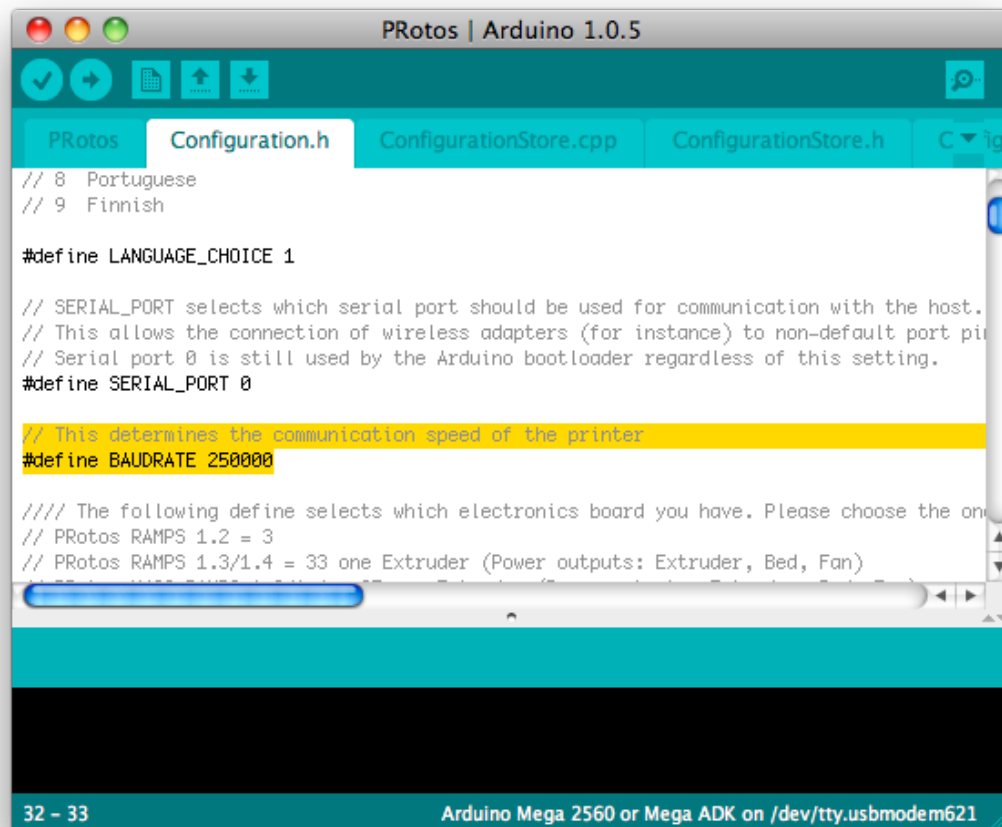 PRotos | Arduino 1.0.5
PRotos Configuration.h ConfigurationStore.cpp ConfigurationStore.h
// 8 Portuguese
// 9 Finnish
#define LANGUAGE_CHOICE 1
// SERIAL_PORT selects which serial port should be used for communication with the host.
// This allows the connection of wireless adapters (for instance) to non-default port pi
// Serial port 0 is still used by the Arduino bootloader regardless of this setting.
#define SERIAL_PORT 0
// This determines the communication speed of the printer
#define BAUDRATE 250000
//// The following define selects which electronics board you have. Please choose the on
// PRotos RAMPS 1.2 = 3
// PRotos RAMPS 1.3/1.4 = 33 one Extruder (Power outputs: Extruder, Bed, Fan)
32 – 33
Arduino Mega 2560 or Mega ADK on /dev/tty.usbmodem621